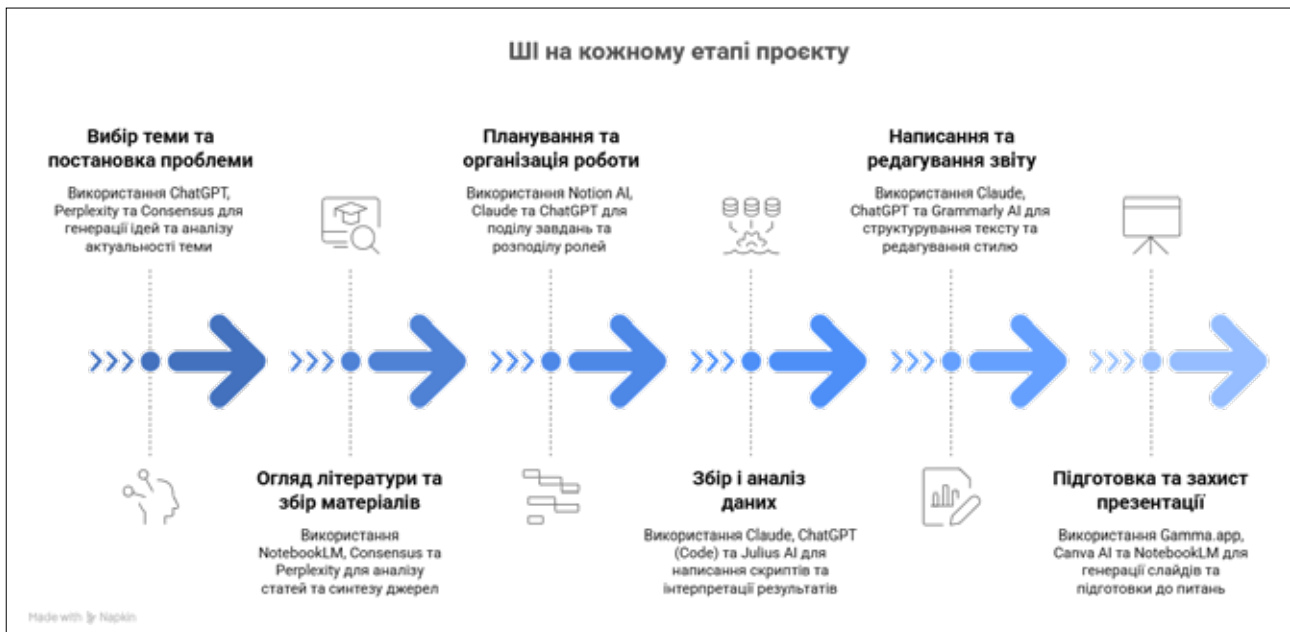 ШІ на кожному етапі проєкту
Вибір теми та
постановка проблеми
Використання ChatGPT,
Perplexity та Consensus для
генерації ідей та аналізу
актуальності теми
Огляд літератури та
збір матеріалів
Використання
NotebookLM, Consensus та
Perplexity для аналізу
статей та синтезу джерел
Планування та
організація роботи
Використання Notion AI,
Claude та ChatGPT для
поділу завдань та
розподілу ролей
Збір і аналіз
даних
Використання Claude, ChatGPT
(Code) та Julius AI для
написання скриптів та
інтерпретації результатів
Написання та
редагування звіту
Використання Claude,
ChatGPT та Grammarly AI для
структурування тексту та
редагування стилю
Підготовка та захист
презентації
Використання Gamma.app,
Canva AI та NotebookLM для
генерації слайдів та
підготовки до питань
Made with Napkin